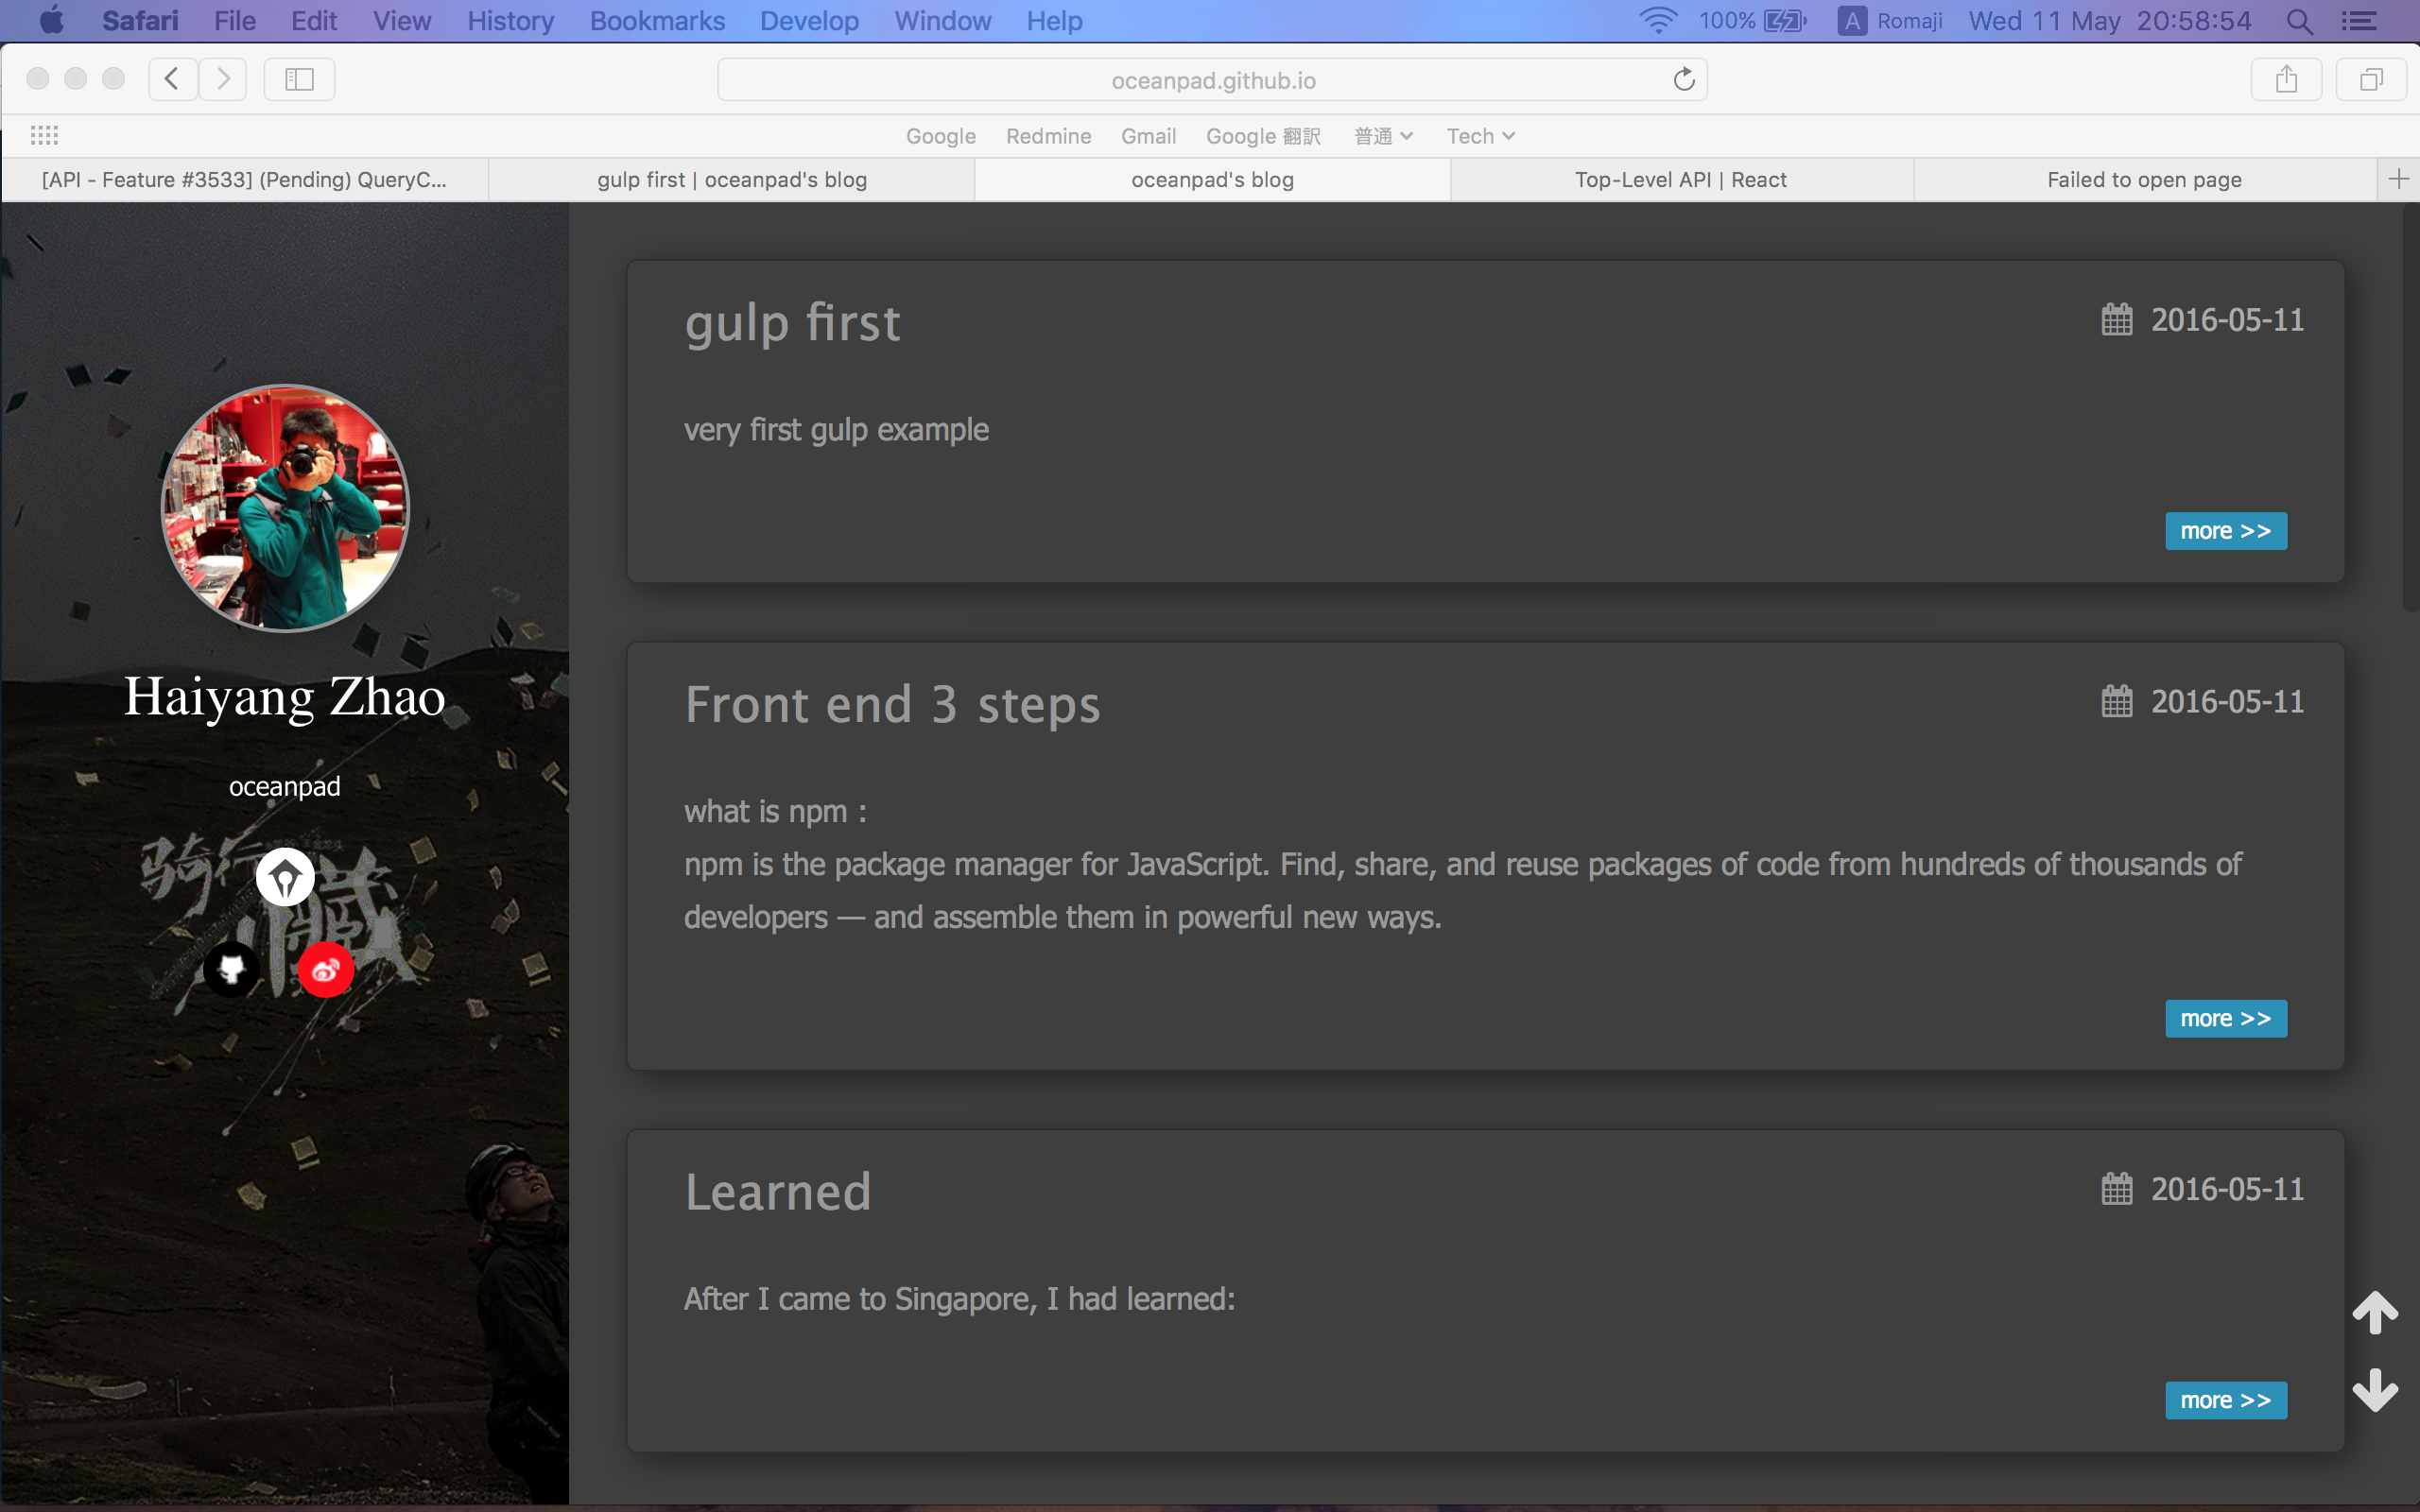 Safari File Edit View History Bookmarks Develop Window Help 100% A Romaji Wed 11 May 20:58:54
oceanpad.github.io
Google Redmine Gmail Google 翻訳 普通 Tech
[API - Feature #3533] (Pending) QueryC... gulp first | oceanpad's blog oceanpad's blog Top-Level API | React Failed to open page
Haiyang Zhao
oceanpad
骑行
gulp first 2016-05-11
very first gulp example
more >>
Front end 3 steps 2016-05-11
what is npm :
npm is the package manager for JavaScript. Find, share, and reuse packages of code from hundreds of thousands of
developers — and assemble them in powerful new ways.
more >>
Learned 2016-05-11
After I came to Singapore, I had learned:
more >>